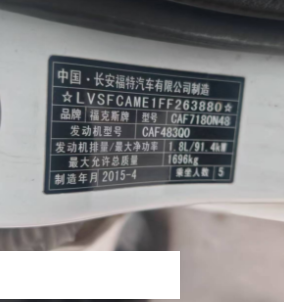 中国·长安福特汽车有限公司制造
☆LVSFCAME1FF263880☆
品牌 福克斯牌 型号 CAF7180N48
发动机型号 CAF483Q0
发动机排量/最大净功率 1.8L/91.4kW
最大允许总质量 1696kg
制造年月 2015-4 乘坐人数 5